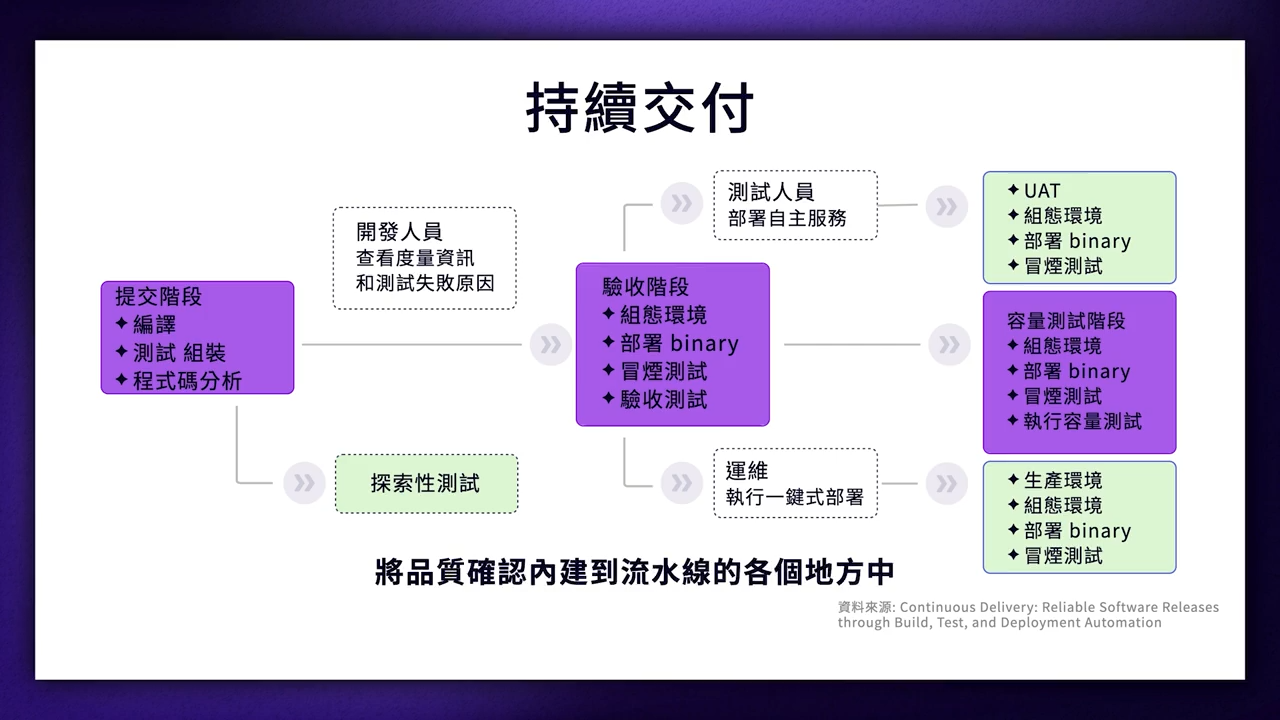 持續交付
提交階段
✦編譯
✦測試 組裝
✦程式碼分析
開發人員
查看度量資訊
和測試失敗原因
探索性測試
驗收階段
✦組態環境
✦部署 binary
✦冒煙測試
✦驗收測試
測試人員
部署自主服務
運維
執行一鍵式部署
✦UAT
✦組態環境
✦部署 binary
✦冒煙測試
容量測試階段
✦組態環境
✦部署 binary
✦冒煙測試
✦執行容量測試
✦生產環境
✦組態環境
✦部署 binary
✦冒煙測試
將品質確認內建到流水線的各個地方中
資料來源: Continuous Delivery: Reliable Software Releases
through Build, Test, and Deployment Automation